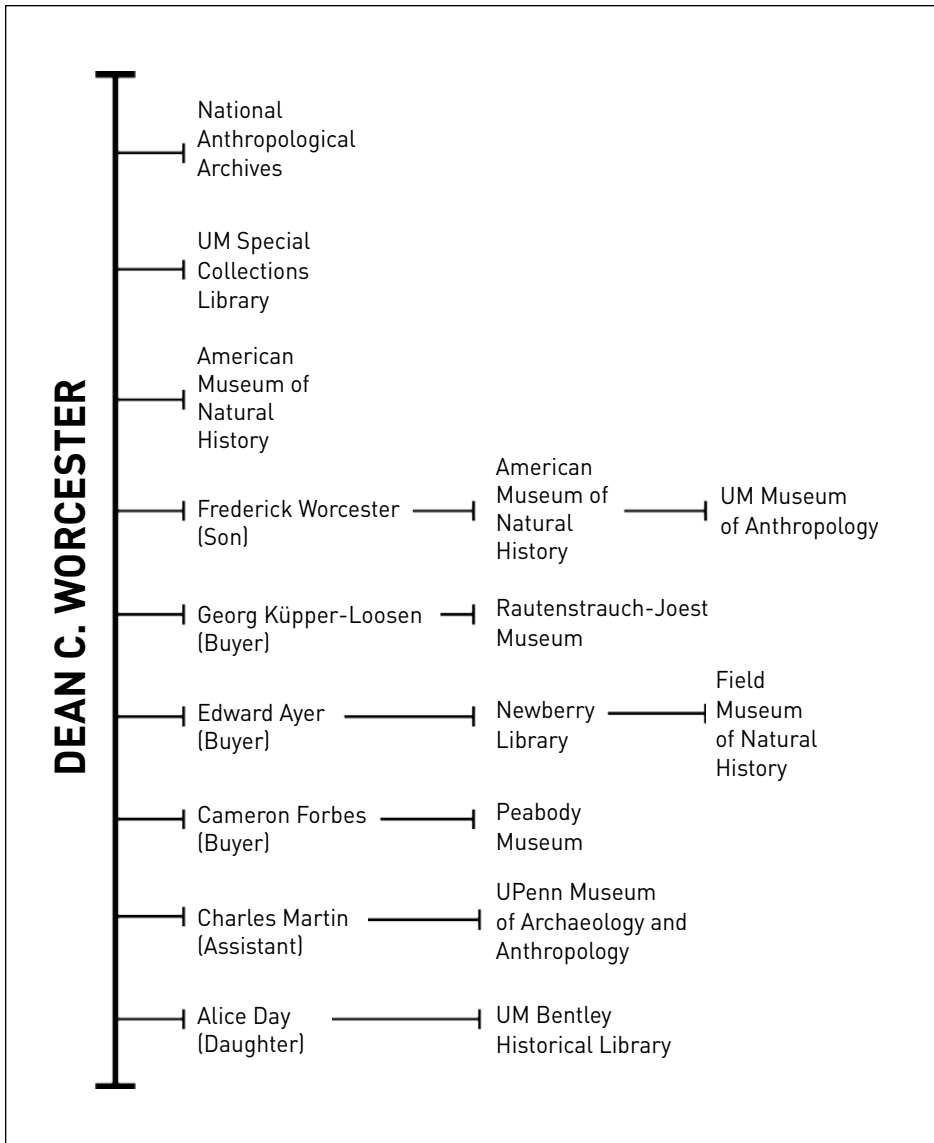 DEAN C. WORCESTER
National
Anthropological
Archives
UM Special
Collections
Library
American
Museum of
Natural
History
Frederick Worcester
(Son)
American
Museum of
Natural
History
UM Museum
of Anthropology
Georg Küpper-Loosen
(Buyer)
Rautenstrauch-Joest
Museum
Edward Ayer
(Buyer)
Newberry
Library
Field
Museum
of Natural
History
Cameron Forbes
(Buyer)
Peabody
Museum
Charles Martin
(Assistant)
UPenn Museum
of Archaeology and
Anthropology
Alice Day
(Daughter)
UM Bentley
Historical Library